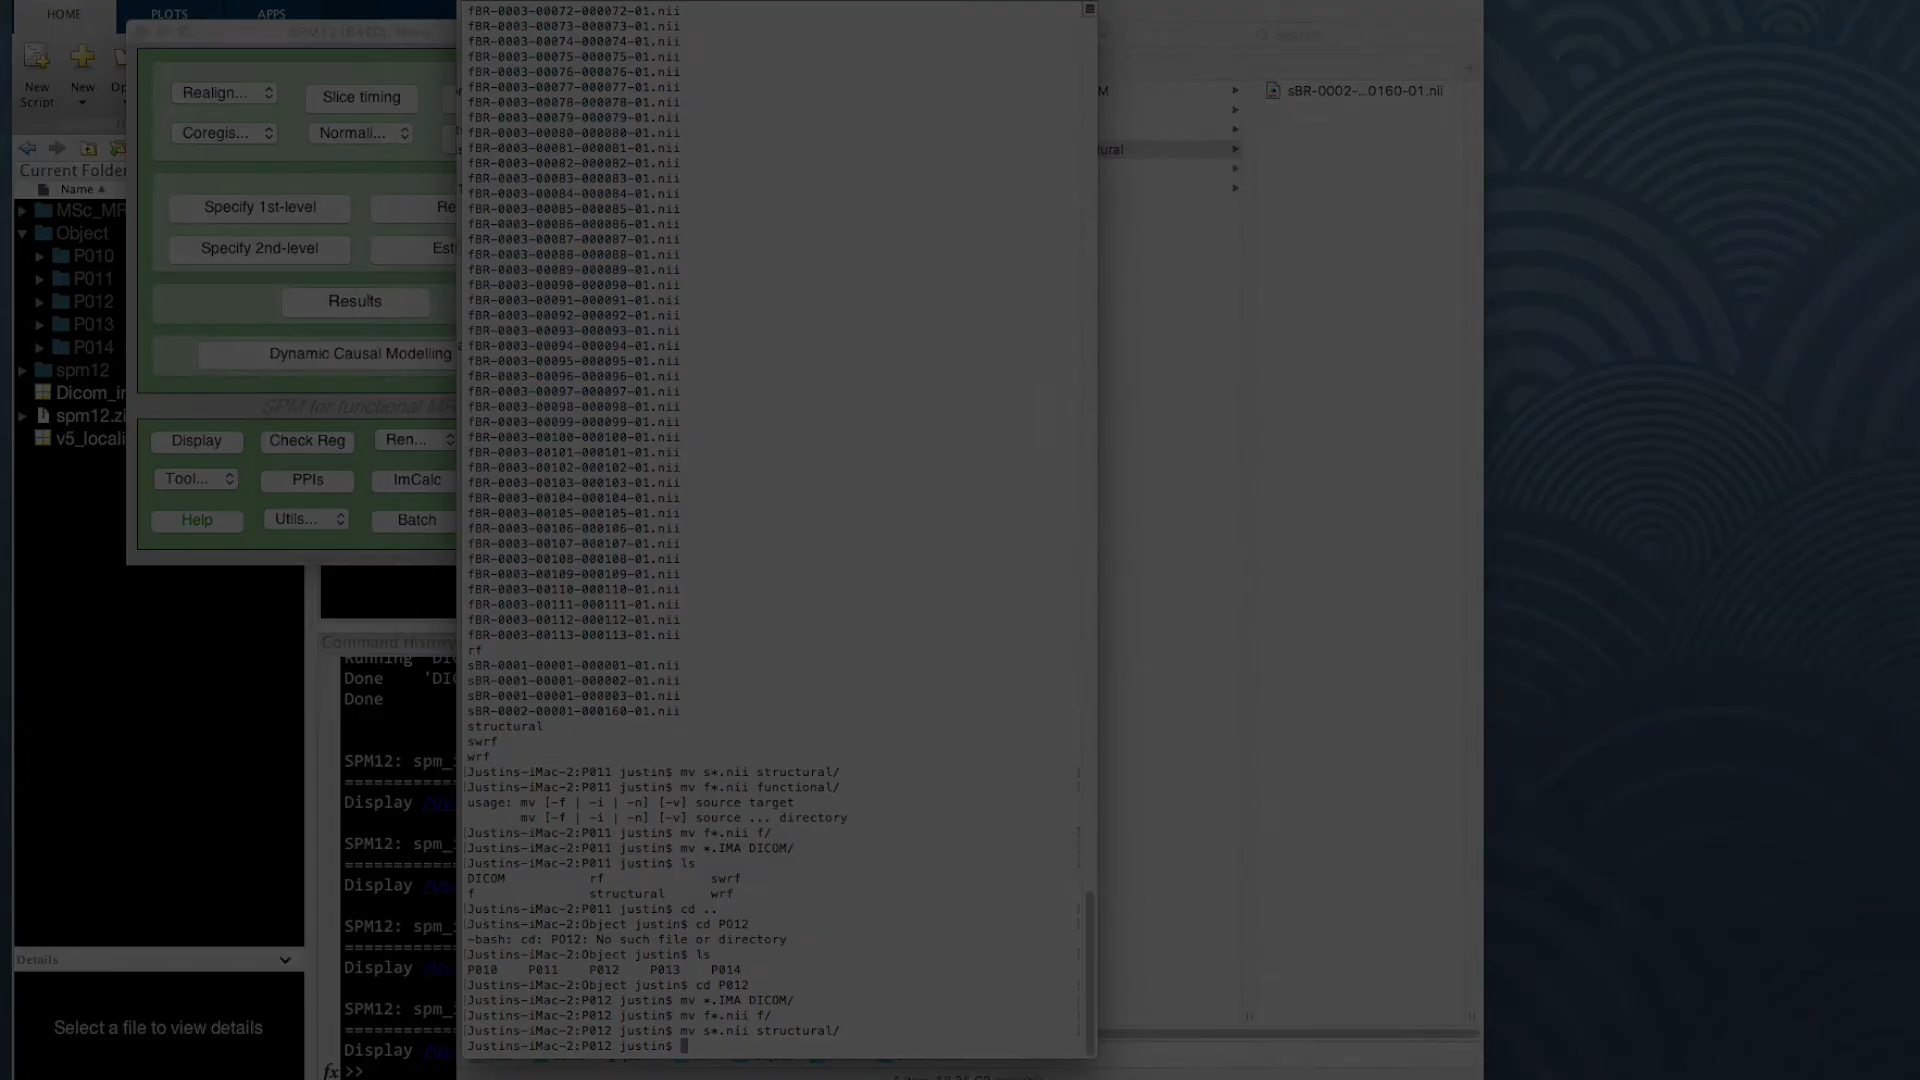 HOME
PLOTS
APPS
New
Script
New
Current Folder
Name
MSc_MR
Object
P010
P011
P012
P013
P014
spm12
Dicom_in
spm12.zi
v5_locali
Details
Select a file to view details
Realign...
Slice timing
Coregis...
Normali...
Specify 1st-level
Re
Specify 2nd-level
Esti
Results
Dynamic Causal Modelling
SPM for functional MR
Display
Check Reg
Ren...
Tool...
PPIs
ImCalc
Help
Utils...
Batch
Command History
Running 'DIC
Done 'DIC
Done
SPM12: spm_
Display
SPM12: spm_
Display
SPM12: spm_
Display
SPM12: spm_
Display
fx >>
fBR-0003-00072-000072-01.nii
fBR-0003-00073-000073-01.nii
fBR-0003-00074-000074-01.nii
fBR-0003-00075-000075-01.nii
fBR-0003-00076-000076-01.nii
fBR-0003-00077-000077-01.nii
fBR-0003-00078-000078-01.nii
fBR-0003-00079-000079-01.nii
fBR-0003-00080-000080-01.nii
fBR-0003-00081-000081-01.nii
fBR-0003-00082-000082-01.nii
fBR-0003-00083-000083-01.nii
fBR-0003-00084-000084-01.nii
fBR-0003-00085-000085-01.nii
fBR-0003-00086-000086-01.nii
fBR-0003-00087-000087-01.nii
fBR-0003-00088-000088-01.nii
fBR-0003-00089-000089-01.nii
fBR-0003-00090-000090-01.nii
fBR-0003-00091-000091-01.nii
fBR-0003-00092-000092-01.nii
fBR-0003-00093-000093-01.nii
fBR-0003-00094-000094-01.nii
fBR-0003-00095-000095-01.nii
fBR-0003-00096-000096-01.nii
fBR-0003-00097-000097-01.nii
fBR-0003-00098-000098-01.nii
fBR-0003-00099-000099-01.nii
fBR-0003-00100-000100-01.nii
fBR-0003-00101-000101-01.nii
fBR-0003-00102-000102-01.nii
fBR-0003-00103-000103-01.nii
fBR-0003-00104-000104-01.nii
fBR-0003-00105-000105-01.nii
fBR-0003-00106-000106-01.nii
fBR-0003-00107-000107-01.nii
fBR-0003-00108-000108-01.nii
fBR-0003-00109-000109-01.nii
fBR-0003-00110-000110-01.nii
fBR-0003-00111-000111-01.nii
fBR-0003-00112-000112-01.nii
fBR-0003-00113-000113-01.nii
rf
sBR-0001-00001-000001-01.nii
sBR-0001-00001-000002-01.nii
sBR-0001-00001-000003-01.nii
sBR-0002-00001-000160-01.nii
structural
swrf
wrf
[Justins-iMac-2:P011 justin$ mv s*.nii structural/ ]
[Justins-iMac-2:P011 justin$ mv f*.nii functional/ ]
usage: mv [-f | -i | -n] [-v] source target
mv [-f | -i | -n] [-v] source ... directory
[Justins-iMac-2:P011 justin$ mv f*.nii f/ ]
[Justins-iMac-2:P011 justin$ mv *.IMA DICOM/ ]
[Justins-iMac-2:P011 justin$ ls ]
DICOM rf swrf
f structural wrf
[Justins-iMac-2:P011 justin$ cd .. ]
[Justins-iMac-2:Object justin$ cd PO12 ]
-bash: cd: PO12: No such file or directory
[Justins-iMac-2:Object justin$ ls ]
P010 P011 P012 P013 P014
[Justins-iMac-2:Object justin$ cd P012 ]
[Justins-iMac-2:P012 justin$ mv *.IMA DICOM/ ]
[Justins-iMac-2:P012 justin$ mv f*.nii f/ ]
[Justins-iMac-2:P012 justin$ mv s*.nii structural/ ]
Justins-iMac-2:P012 justin$
Search
M
ural
sBR-0002-...0160-01.nii